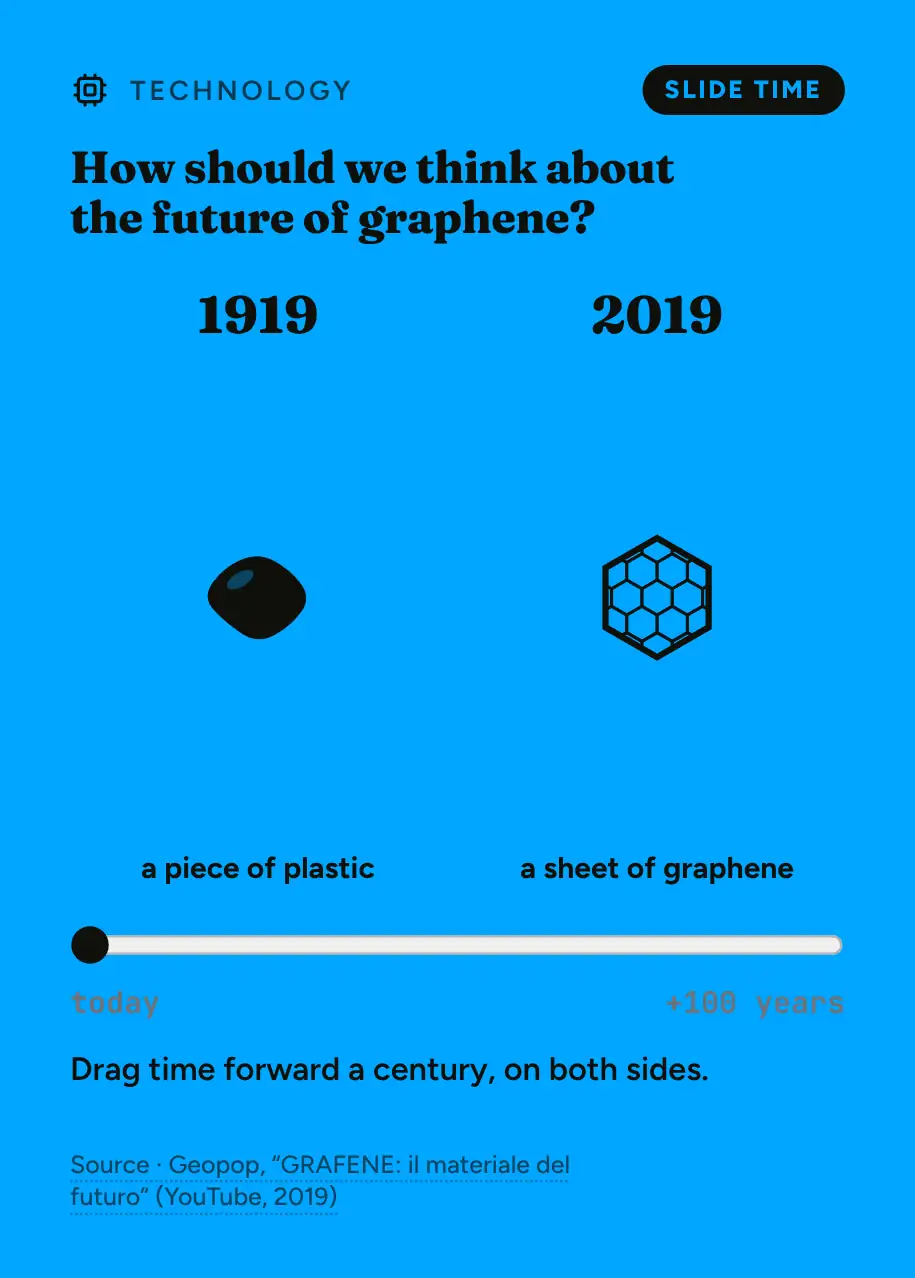 TECHNOLOGY
SLIDE TIME
How should we think about
the future of graphene?
1919
2019
a piece of plastic
a sheet of graphene
today
+100 years
Drag time forward a century, on both sides.
Source · Geopop, “GRAFENE: il materiale del
futuro” (YouTube, 2019)